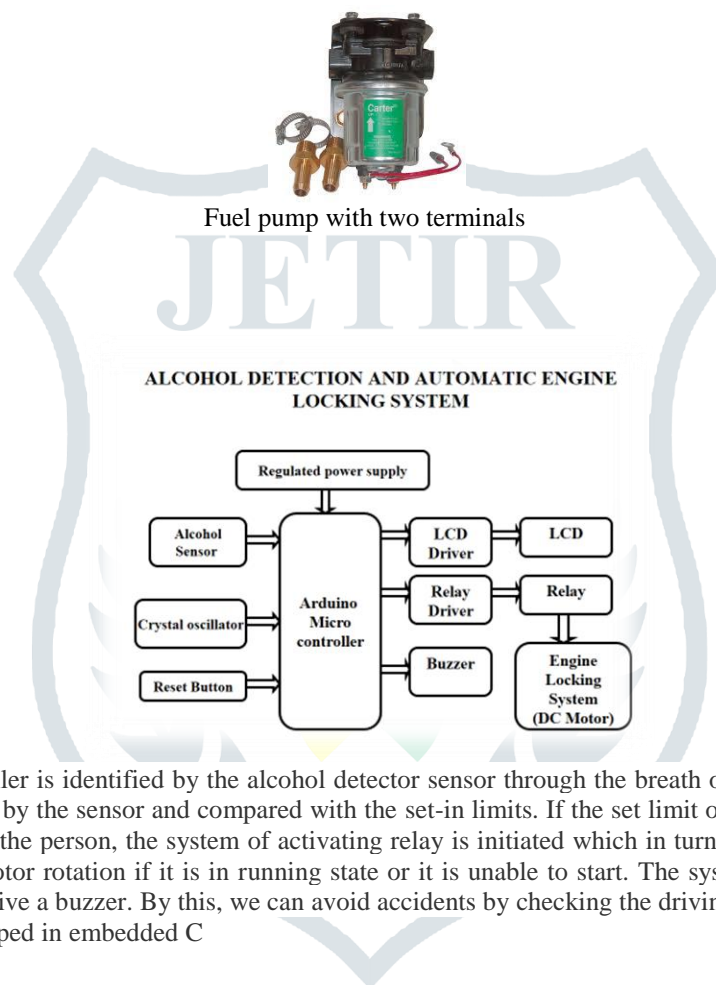 Carter
Fuel pump with two terminals
JETIR
ALCOHOL DETECTION AND AUTOMATIC ENGINE
LOCKING SYSTEM
Regulated power supply
Alcohol
Sensor
Crystal oscillator
Reset Button
Arduino
Micro
controller
LCD
Driver
LCD
Relay
Driver
Relay
Buzzer
Engine
Locking
System
(DC Motor)
ler is identified by the alcohol detector sensor through the breath o
by the sensor and compared with the set-in limits. If the set limit o
the person, the system of activating relay is initiated which in turn
otor rotation if it is in running state or it is unable to start. The sys
ive a buzzer. By this, we can avoid accidents by checking the drivin
ped in embedded C